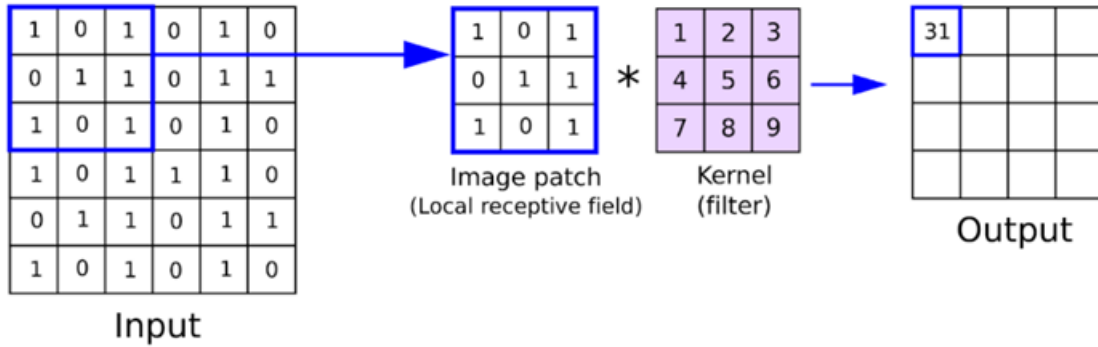 1 0 1 0 1 0
0 1 1 0 1 1
1 0 1 0 1 0
1 0 1 1 1 0
0 1 1 0 1 1
1 0 1 0 1 0
Input
1 0 1
0 1 1
1 0 1
Image patch
(Local receptive field)
*
1 2 3
4 5 6
7 8 9
Kernel
(filter)
31
Output